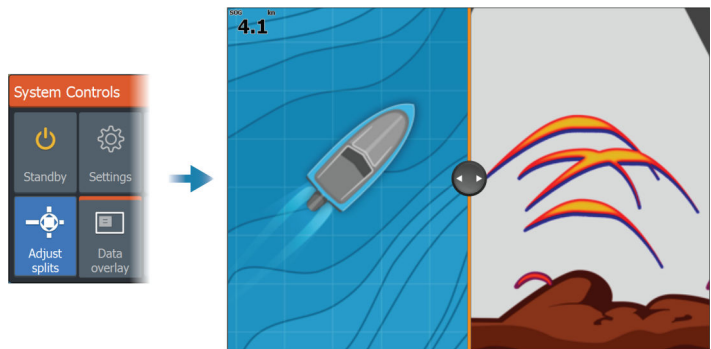 System Controls
Standby
Settings
Adjust
splits
Data
overlay
SOG kn
4.1